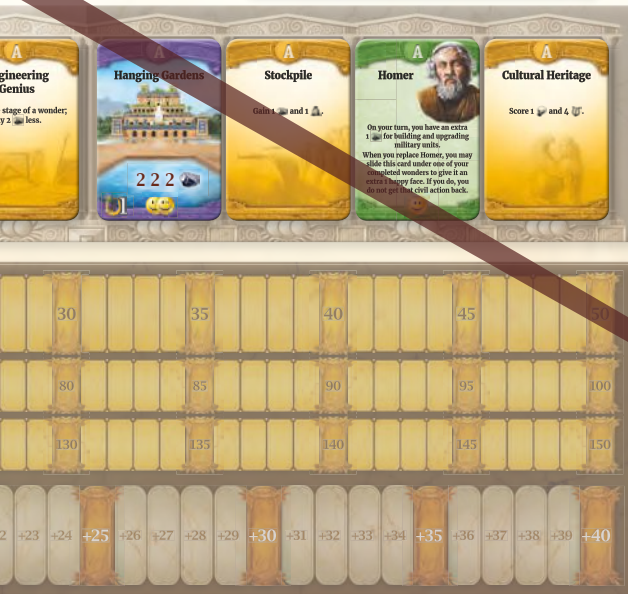 A A A A
gineering
Genius
stage of a wonder;
y 2 less.
Hanging Gardens
2 2 2
1
Stockpile
Gain 1 and 1 .
Homer
On your turn, you have an extra
1 for building and upgrading
military units.
When you replace Homer, you may
slide this card under one of your
completed wonders to give it an
extra happy face. If you do, you
do not get that civil action back.
A
Cultural Heritage
Score 1 and 4 .
30 35 40 45 50
80 85 90 95 100
130 135 140 145 150
2 +23 +24 +25 +26 +27 +28 +29 +30 +31 +32 +33 +34 +35 +36 +37 +38 +39 +40